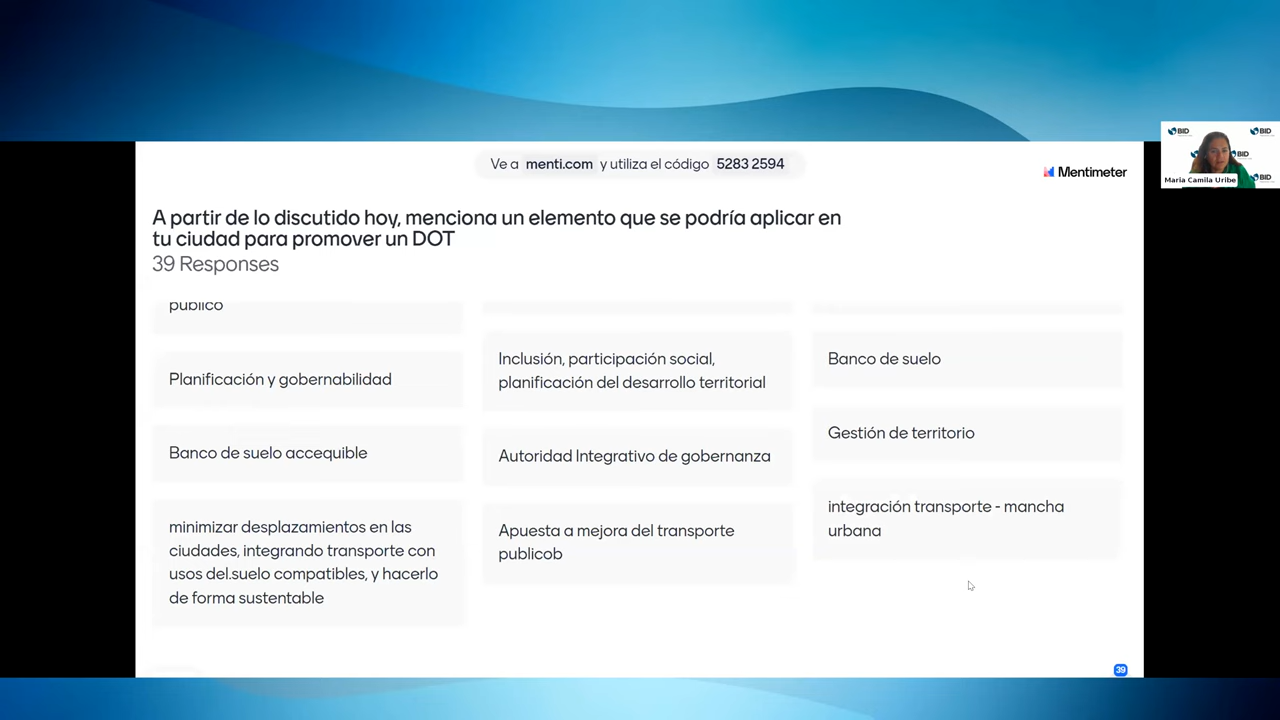 Ve a menti.com y utiliza el código 5283 2594
Mentimeter
BID
BID
BID
BID
Maria Camila Uribe
A partir de lo discutido hoy, menciona un elemento que se podría aplicar en
tu ciudad para promover un DOT
39 Responses
publico
Planificación y gobernabilidad
Banco de suelo accequible
minimizar desplazamientos en las
ciudades, integrando transporte con
usos del.suelo compatibles, y hacerlo
de forma sustentable
Inclusión, participación social,
planificación del desarrollo territorial
Autoridad Integrativo de gobernanza
Apuesta a mejora del transporte
publicob
Banco de suelo
Gestión de territorio
integración transporte - mancha
urbana
39